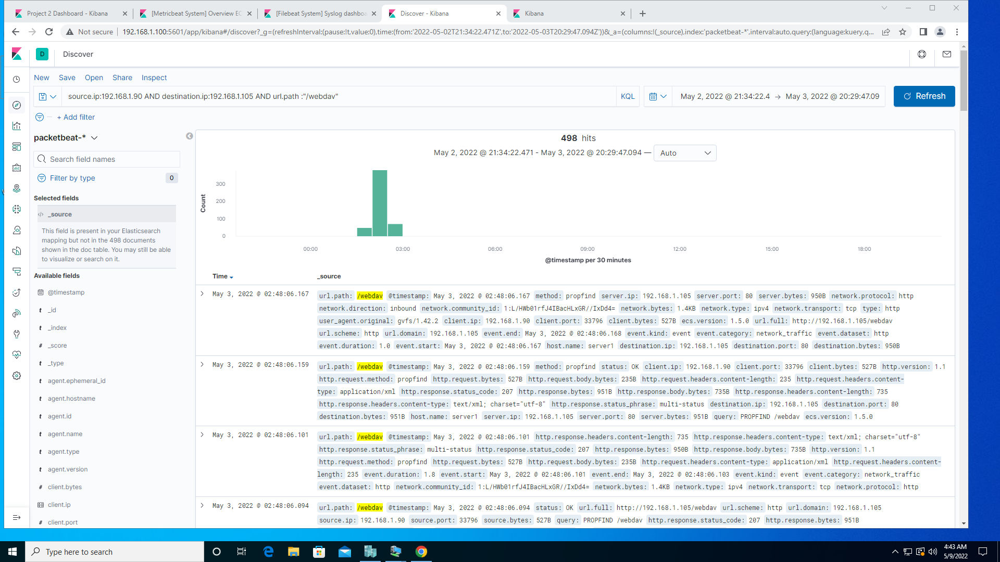 Project 2 Dashboard - Kibana
[Metricbeat System] Overview EC
[Filebeat System] Syslog dashboa
Discover - Kibana
Kibana
Not secure
192.168.1.100:5601/app/kibana#/discover?_g=(refreshInterval:(pause:!t,value:0),time:(from:'2022-05-02T21:34:22.471Z',to:'2022-05-03T20:29:47.094Z'))&_a=(columns:!(_source),index:'packetbeat-*',interval:auto,query:(language:kuery,q...
D
Discover
New Save Open Share Inspect
source.ip:192.168.1.90 AND destination.ip:192.168.1.105 AND url.path :"/webdav"
KQL
May 2, 2022 @ 21:34:22.4 → May 3, 2022 @ 20:29:47.09
Refresh
+ Add filter
packetbeat-*
Search field names
Filter by type 0
Selected fields
_source
This field is present in your Elasticsearch
mapping but not in the 498 documents
shown in the doc table. You may still be able
to visualize or search on it.
Available fields
@timestamp
t _id
t _index
# _score
t _type
t agent.ephemeral_id
t agent.hostname
t agent.id
t agent.name
t agent.type
t agent.version
# client.bytes
client.ip
# client.port
498 hits
May 2, 2022 @ 21:34:22.471 - May 3, 2022 @ 20:29:47.094 — Auto
Count
300
200
100
0
00:00 03:00 06:00 09:00 12:00 15:00 18:00
@timestamp per 30 minutes
Time _source
May 3, 2022 @ 02:48:06.167
url.path: /webdav @timestamp: May 3, 2022 @ 02:48:06.167 method: propfind server.ip: 192.168.1.105 server.port: 80 server.bytes: 950B network.protocol: http
network.direction: inbound network.community_id: 1:L/HWb01rfJ4IBacHLxGR//IxDd4= network.bytes: 1.4KB network.type: ipv4 network.transport: tcp type: http
user_agent.original: gvfs/1.42.2 client.ip: 192.168.1.90 client.port: 33796 client.bytes: 527B ecs.version: 1.5.0 url.full: http://192.168.1.105/webdav
url.scheme: http url.domain: 192.168.1.105 event.end: May 3, 2022 @ 02:48:06.168 event.kind: event event.category: network_traffic event.dataset: http
event.duration: 1.0 event.start: May 3, 2022 @ 02:48:06.167 host.name: server1 destination.ip: 192.168.1.105 destination.port: 80 destination.bytes: 950B
May 3, 2022 @ 02:48:06.159
url.path: /webdav @timestamp: May 3, 2022 @ 02:48:06.159 method: propfind status: OK client.ip: 192.168.1.90 client.port: 33796 client.bytes: 527B http.version: 1.1
http.request.method: propfind http.request.bytes: 527B http.request.body.bytes: 235B http.request.headers.content-length: 235 http.request.headers.content-
type: application/xml http.response.status_code: 207 http.response.bytes: 951B http.response.body.bytes: 735B http.response.headers.content-length: 735
http.response.headers.content-type: text/xml; charset="utf-8" http.response.status_phrase: multi-status destination.ip: 192.168.1.105 destination.port: 80
destination.bytes: 951B host.name: server1 server.ip: 192.168.1.105 server.port: 80 server.bytes: 951B query: PROPFIND /webdav ecs.version: 1.5.0
May 3, 2022 @ 02:48:06.101
url.path: /webdav @timestamp: May 3, 2022 @ 02:48:06.101 http.response.headers.content-length: 735 http.response.headers.content-type: text/xml; charset="utf-8"
http.response.status_phrase: multi-status http.response.status_code: 207 http.response.bytes: 950B http.response.body.bytes: 735B http.version: 1.1
http.request.method: propfind http.request.bytes: 527B http.request.body.bytes: 235B http.request.headers.content-type: application/xml http.request.headers.content-
length: 235 event.duration: 1.8 event.start: May 3, 2022 @ 02:48:06.101 event.end: May 3, 2022 @ 02:48:06.103 event.kind: event event.category: network_traffic
event.dataset: http network.community_id: 1:L/HWb01rfJ4IBacHLxGR//IxDd4= network.bytes: 1.4KB network.type: ipv4 network.transport: tcp network.protocol: http
May 3, 2022 @ 02:48:06.094
url.path: /webdav @timestamp: May 3, 2022 @ 02:48:06.094 status: OK url.full: http://192.168.1.105/webdav url.scheme: http url.domain: 192.168.1.105
source.ip: 192.168.1.90 source.port: 33796 source.bytes: 527B query: PROPFIND /webdav http.response.status_code: 207 http.response.bytes: 951B
Type here to search
4:43 AM
5/9/2022